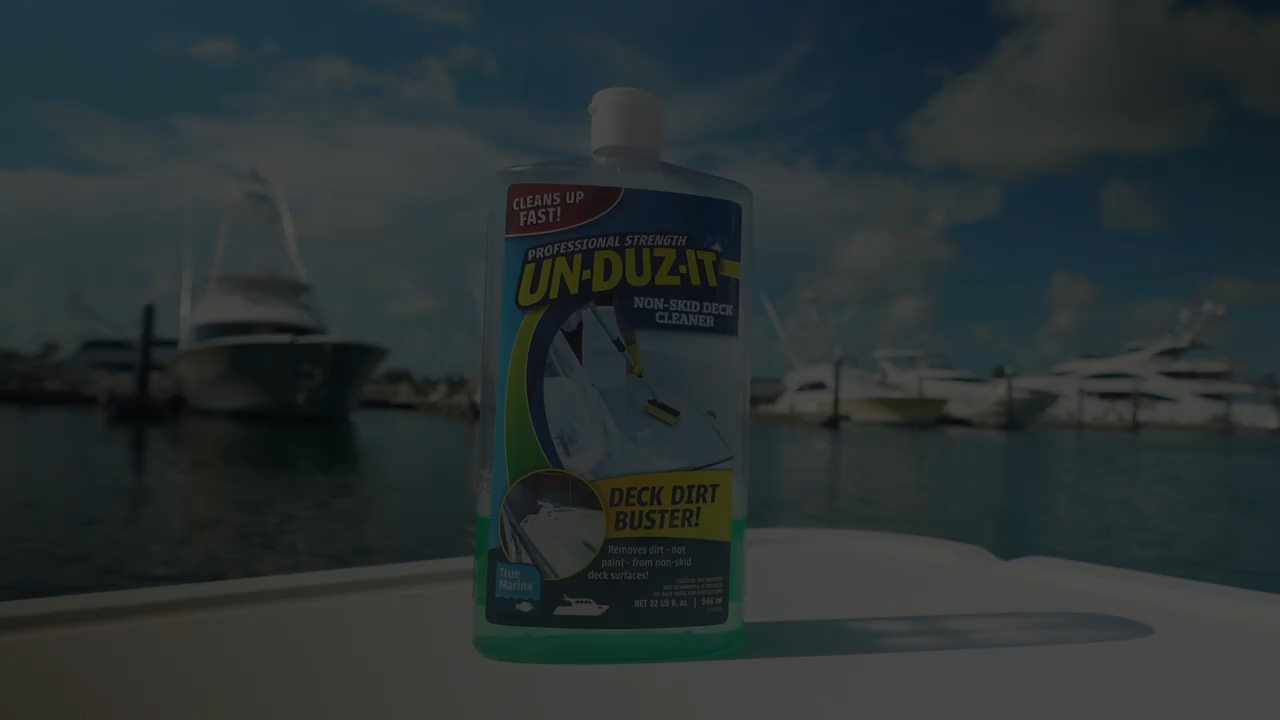 CLEANS UP
FAST!
PROFESSIONAL STRENGTH
UN-DUZ-IT
NON-SKID DECK
CLEANER
DECK DIRT
BUSTER!
Removes dirt - not
paint - from non-skid
deck surfaces!
True
Marine
NET 32 US fl. oz. | 946 ml